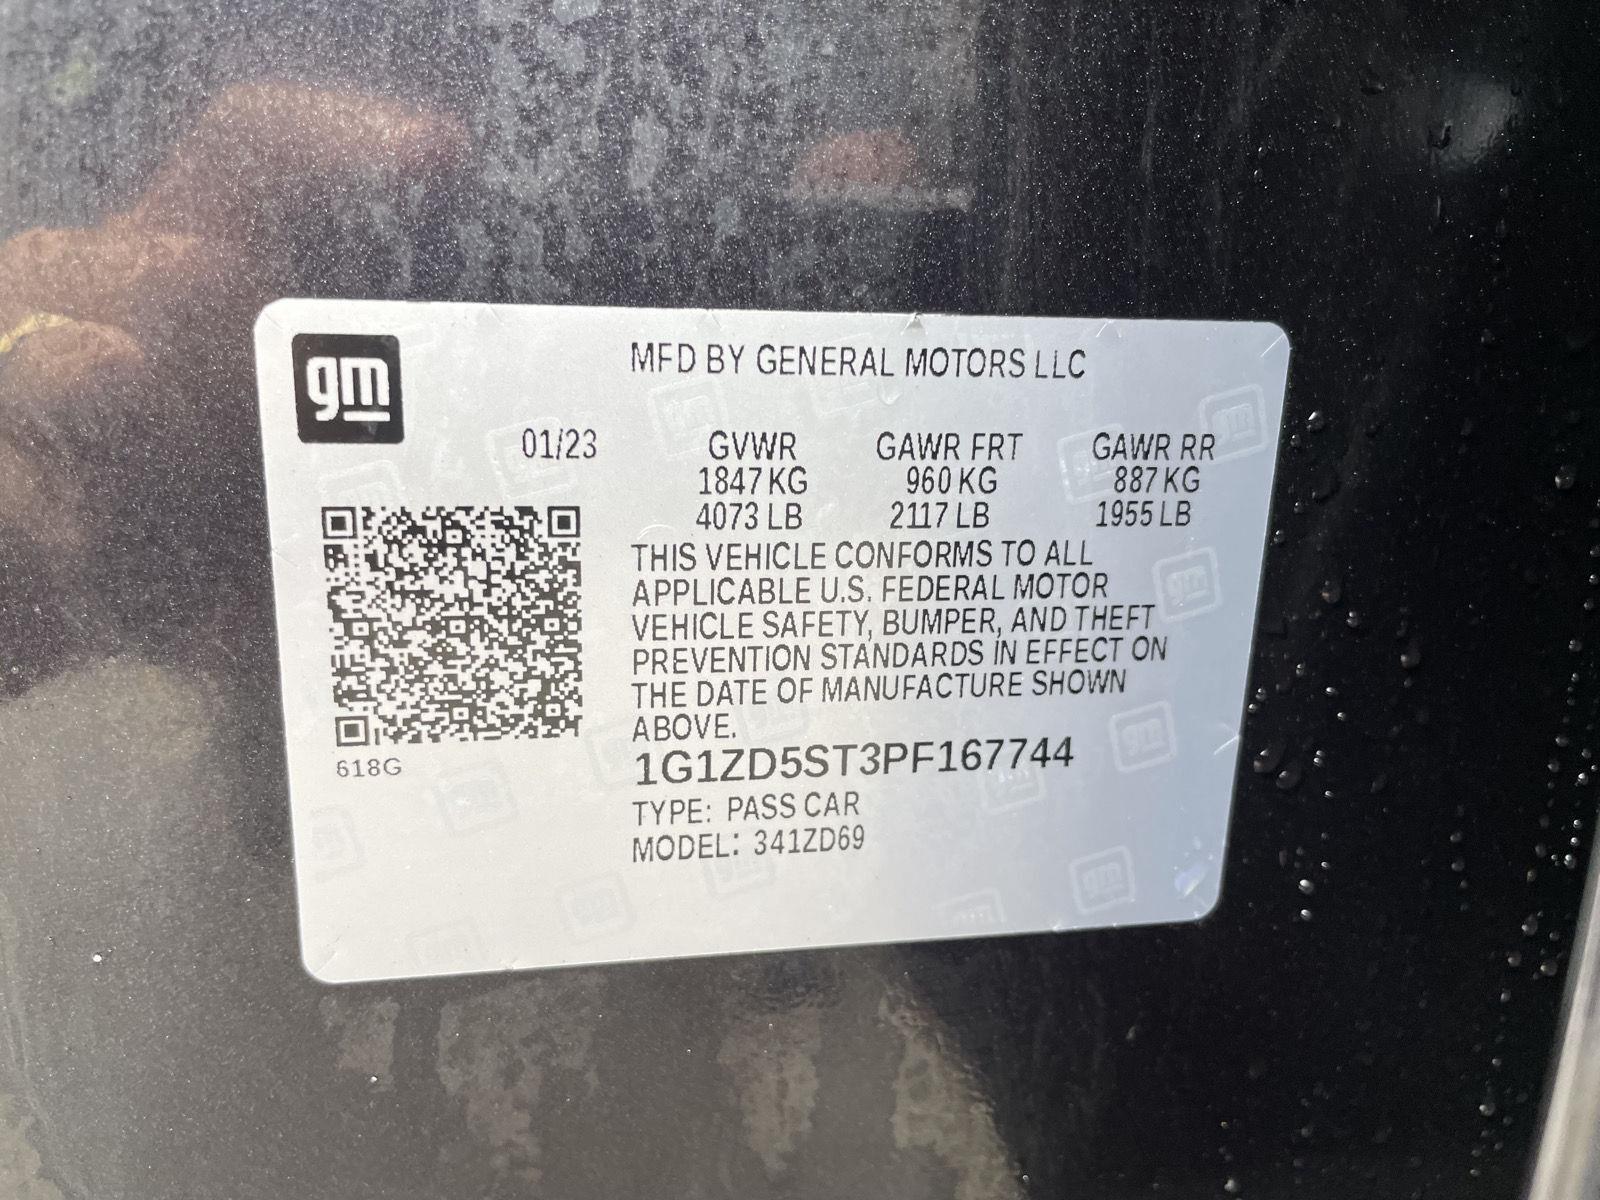 gm
MFD BY GENERAL MOTORS LLC
01/23 GVWR GAWR FRT GAWR RR
1847 KG 960 KG 887 KG
4073 LB 2117 LB 1955 LB
THIS VEHICLE CONFORMS TO ALL
APPLICABLE U.S. FEDERAL MOTOR
VEHICLE SAFETY, BUMPER, AND THEFT
PREVENTION STANDARDS IN EFFECT ON
THE DATE OF MANUFACTURE SHOWN
ABOVE.
1G1ZD5ST3PF167744
618G
TYPE: PASS CAR
MODEL: 341ZD69